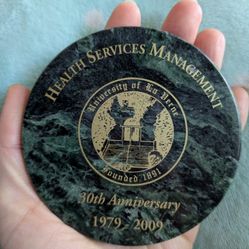 HEALTH SERVICES MANAGEMENT
University of La Verne
Founded 1891
30th Anniversary
1979 - 2009